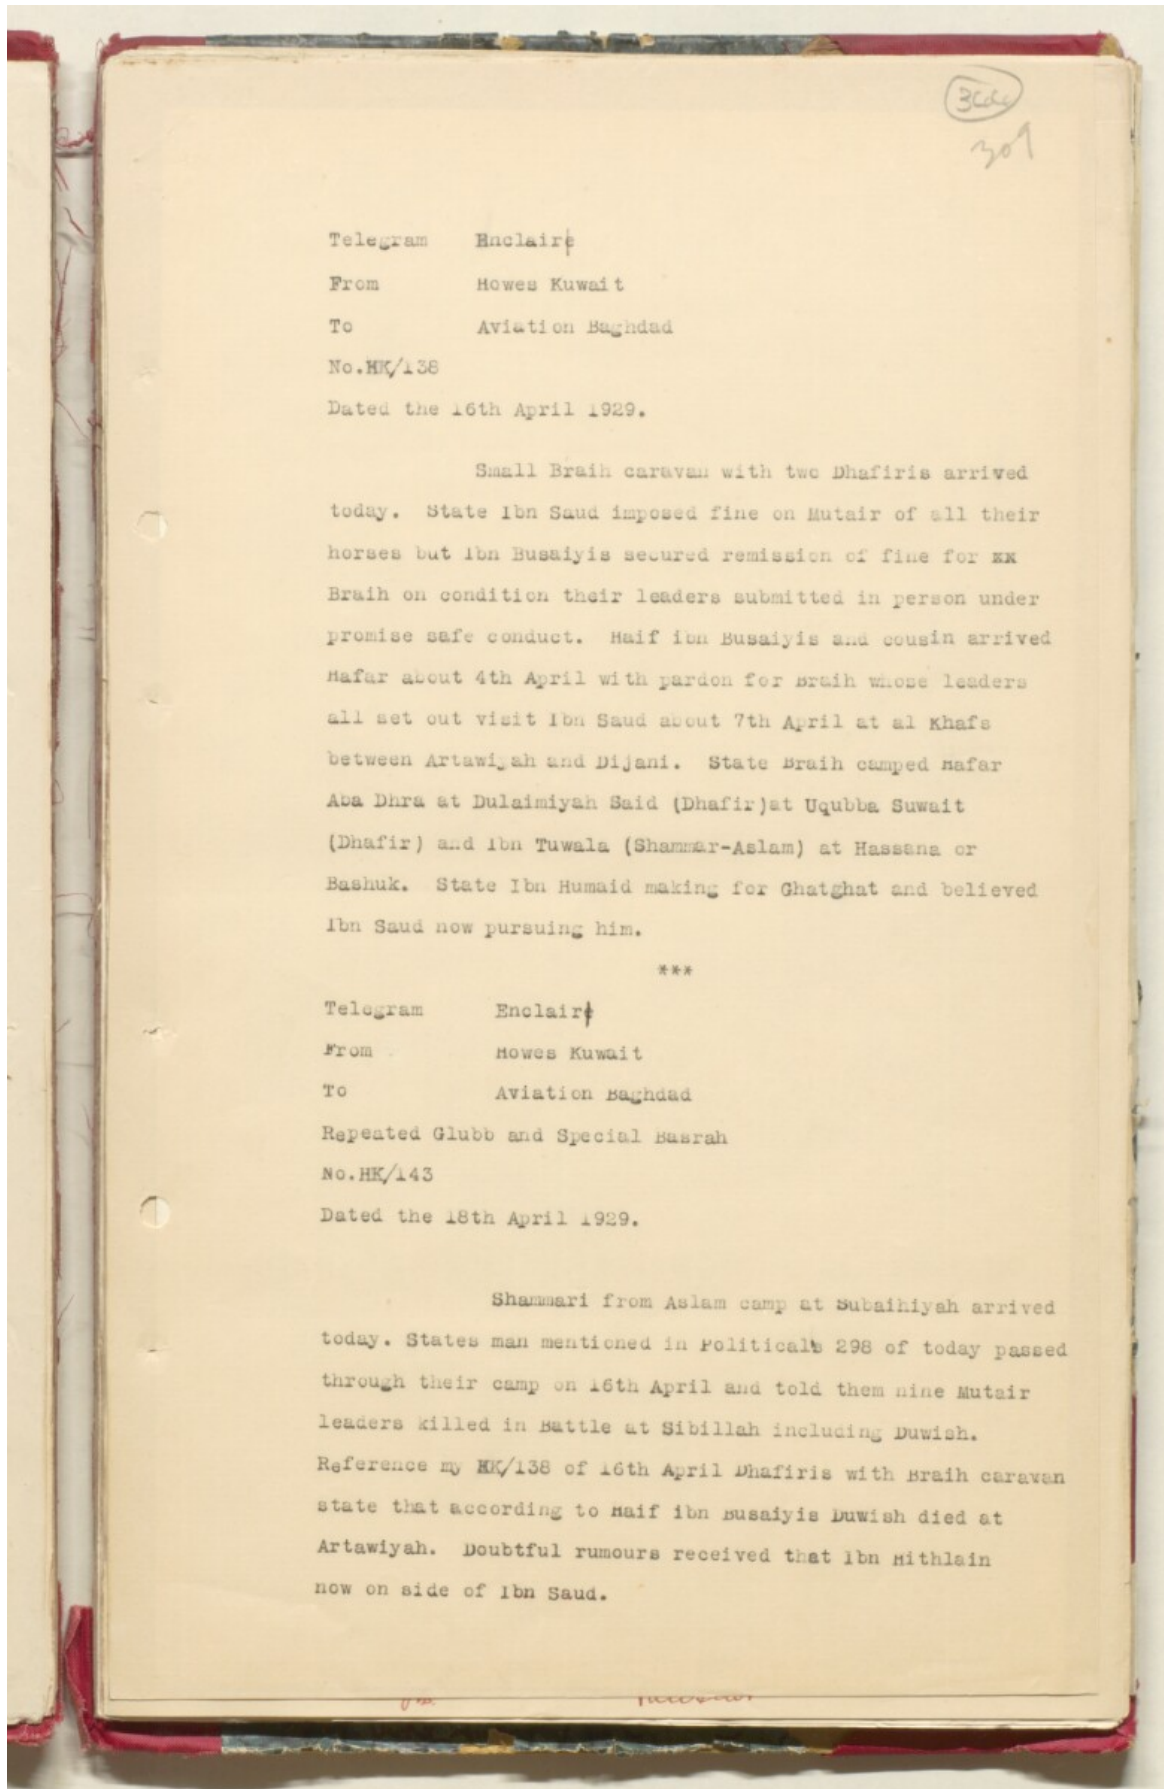 309
Telegram Enclaire
From Howes Kuwait
To Aviation Baghdad
No.HK/138
Dated the 16th April 1929.
Small Braih caravan with two Dhafiris arrived
today. State Ibn Saud imposed fine on Mutair of all their
horses but Ibn Busaiyis secured remission of fine for xx
Braih on condition their leaders submitted in person under
promise safe conduct. Haif ibn Busaiyis and cousin arrived
Hafar about 4th April with pardon for Braih whose leaders
all set out visit Ibn Saud about 7th April at al Khafs
between Artawiyah and Dijani. State Braih camped Hafar
Aba Dhra at Dulaimiyah Said (Dhafir)at Uqubba Suwait
(Dhafir) and Ibn Tuwala (Shammar-Aslam) at Hassana or
Bashuk. State Ibn Humaid making for Ghatghat and believed
Ibn Saud now pursuing him.
***
Telegram Enclair
From Howes Kuwait
To Aviation Baghdad
Repeated Glubb and Special Basrah
No.HK/143
Dated the 18th April 1929.
Shammari from Aslam camp at Subaihiyah arrived
today. States man mentioned in Political's 298 of today passed
through their camp on 16th April and told them nine Mutair
leaders killed in Battle at Sibillah including Duwish.
Reference my HK/138 of 16th April Dhafiris with Braih caravan
state that according to Haif ibn Busaiyis Duwish died at
Artawiyah. Doubtful rumours received that Ibn Hithlain
now on side of Ibn Saud.